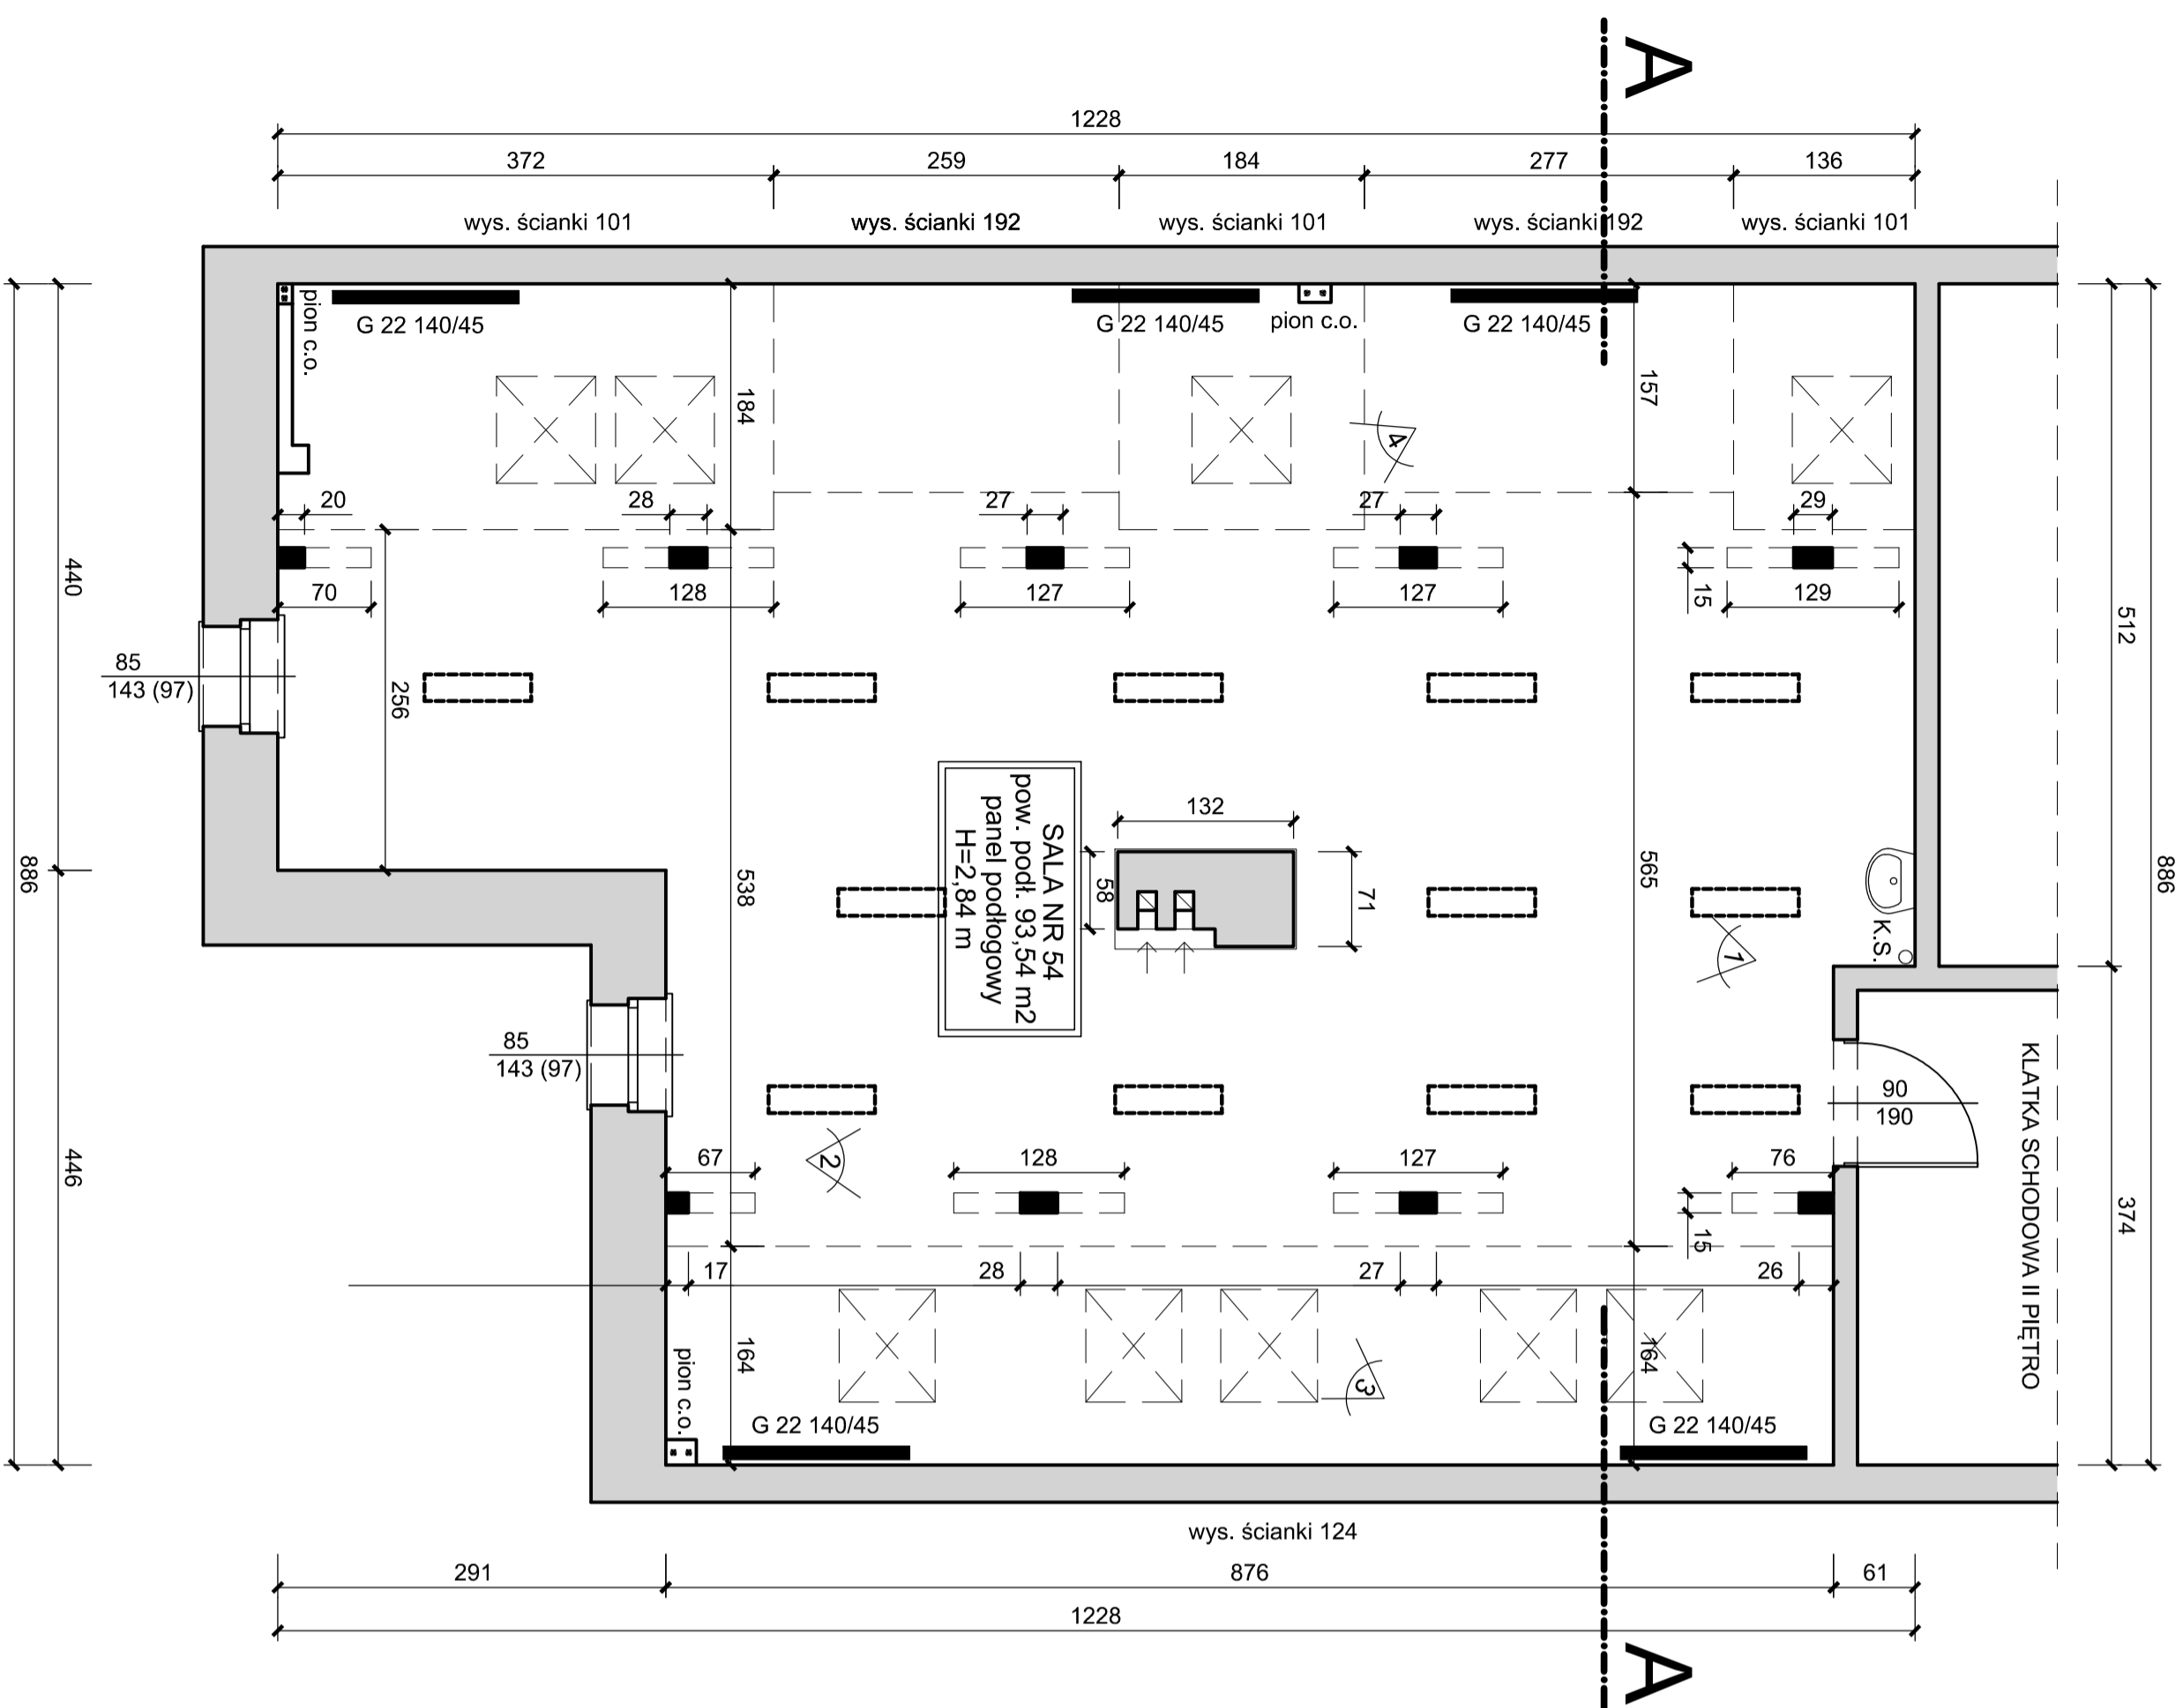 A
1228
372
259
184
277
136
wys. ścianki 101
wys. ścianki 192
wys. ścianki 101
wys. ścianki 192
wys. ścianki 101
pion c.o.
G 22 140/45
G 22 140/45
pion c.o.
G 22 140/45
184
157
4
20
28
27
27
29
70
128
127
127
129
15
440
512
886
886
85
143 (97)
256
132
58
71
538
565
SALA NR 54
pow. podł. 93,54 m2
panel podłogowy
H=2,84 m
K.S.
1
85
143 (97)
90
190
KLATKA SCHODOWA II PIĘTRO
446
374
2
67
128
127
76
15
17
28
27
26
164
164
3
pion c.o.
G 22 140/45
G 22 140/45
wys. ścianki 124
291
876
61
1228
A